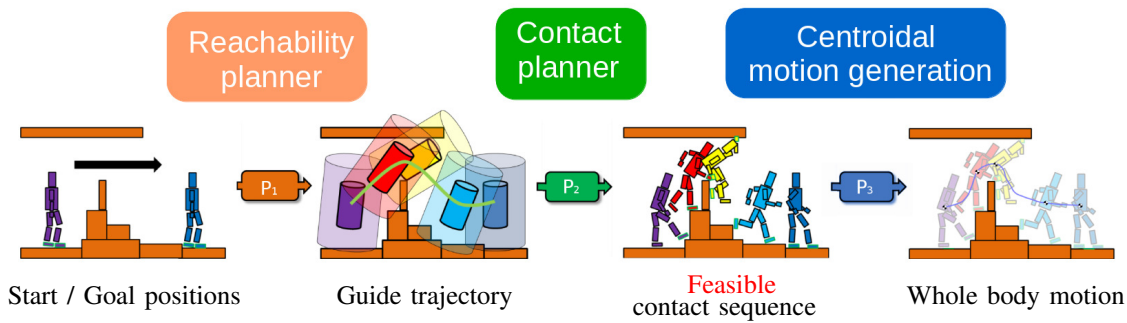 Reachability
planner
Contact
planner
Centroidal
motion generation
P₁
P₂
P₃
Start / Goal positions
Guide trajectory
Feasible
contact sequence
Whole body motion